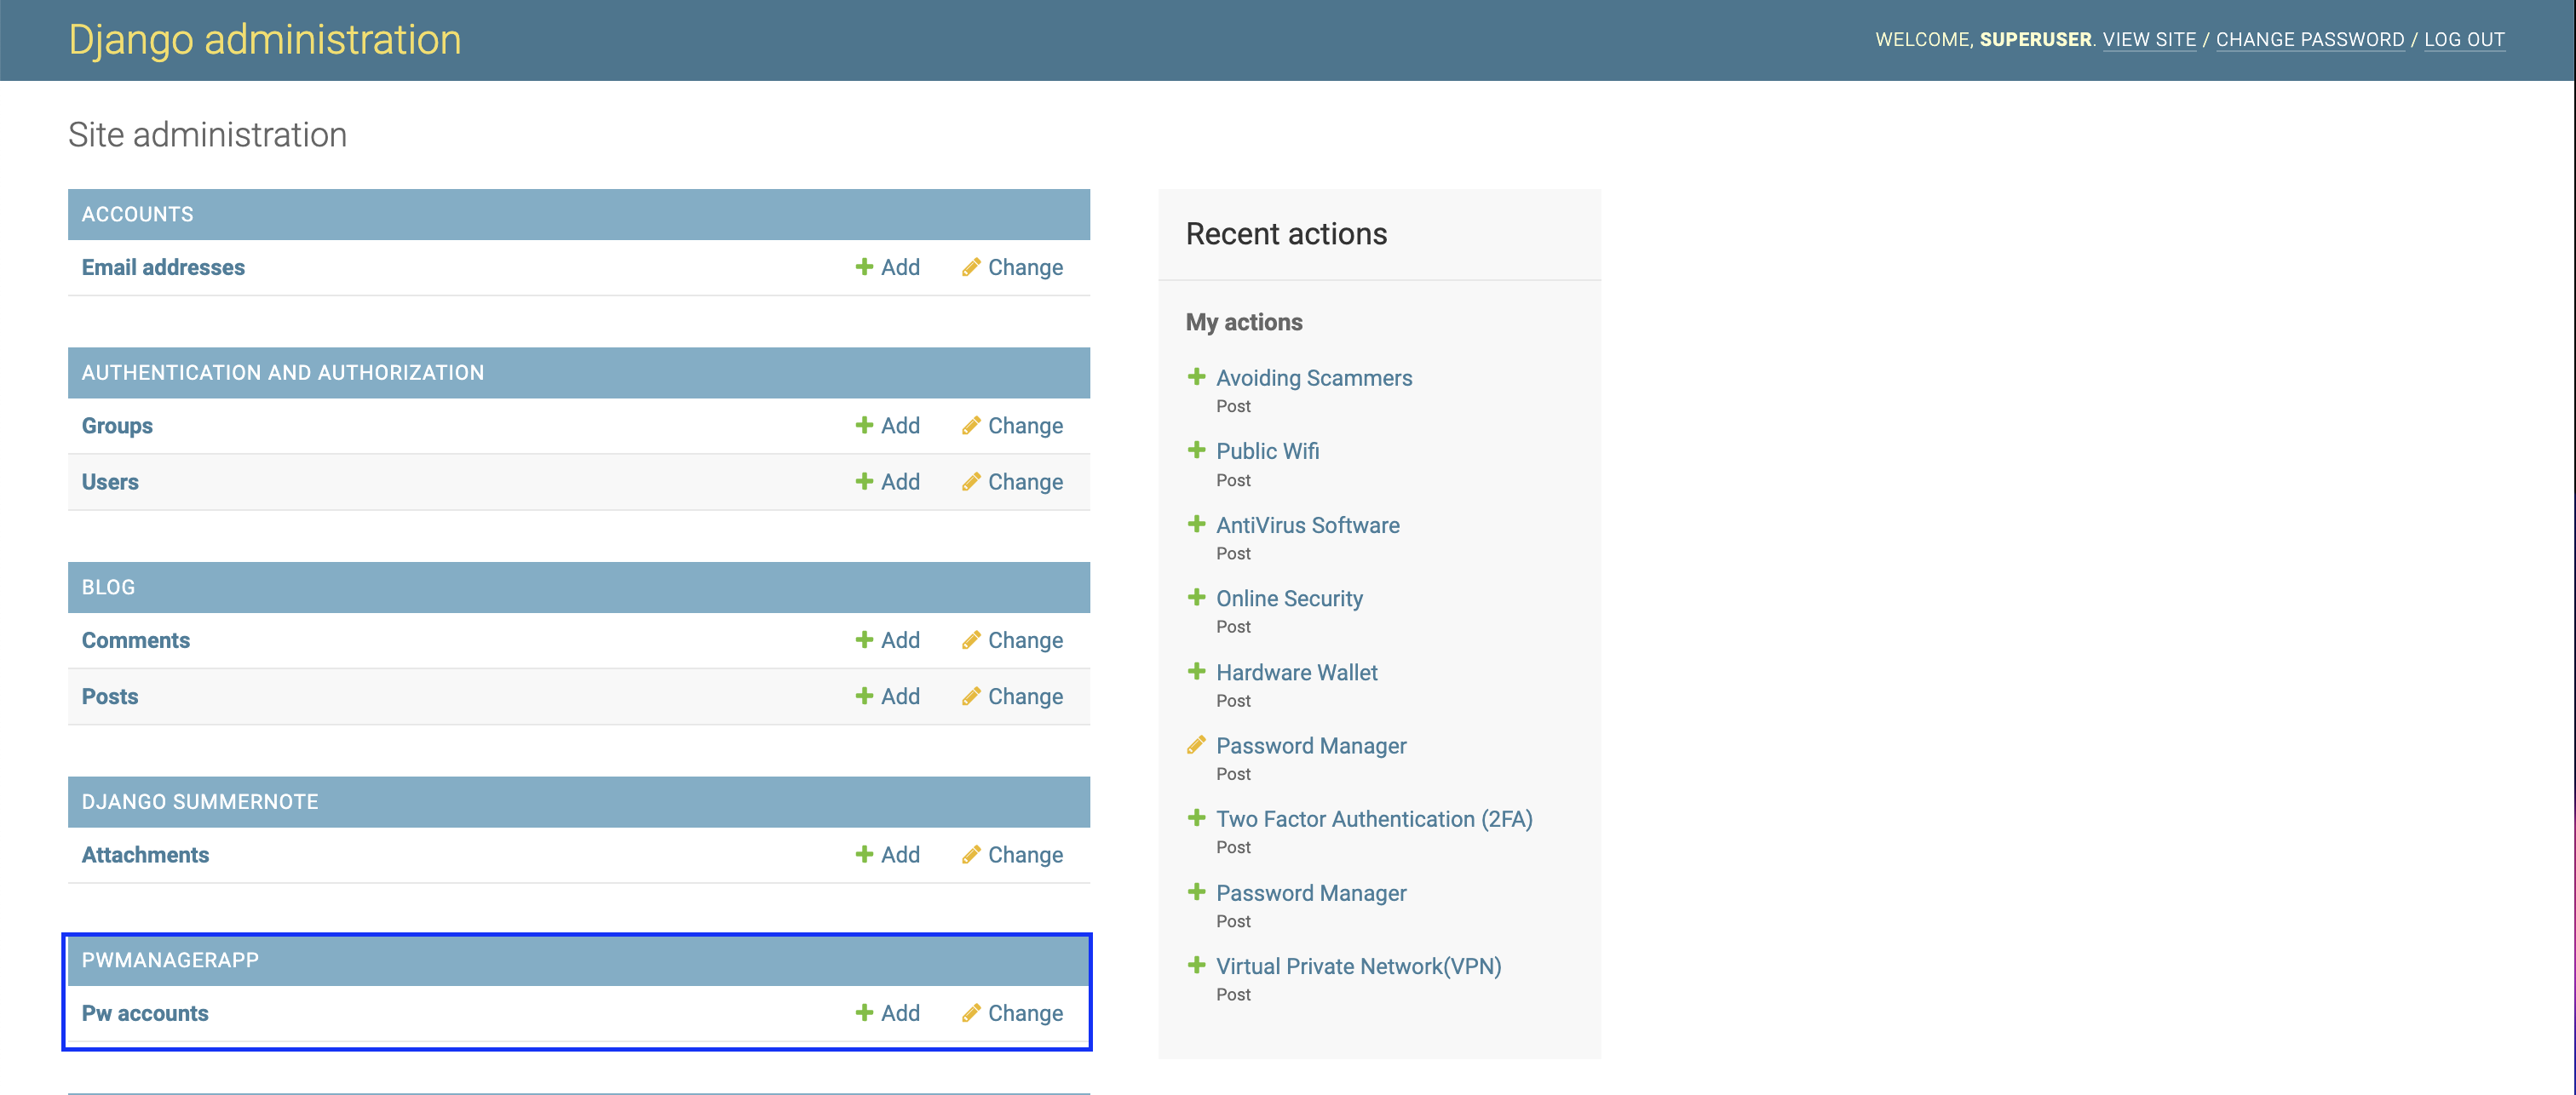 Django administration
WELCOME, SUPERUSER. VIEW SITE / CHANGE PASSWORD / LOG OUT
Site administration
ACCOUNTS
Email addresses Add Change
AUTHENTICATION AND AUTHORIZATION
Groups Add Change
Users Add Change
BLOG
Comments Add Change
Posts Add Change
DJANGO SUMMERNOTE
Attachments Add Change
PWMANAGERAPP
Pw accounts Add Change
Recent actions
My actions
Avoiding Scammers
Post
Public Wifi
Post
AntiVirus Software
Post
Online Security
Post
Hardware Wallet
Post
Password Manager
Post
Two Factor Authentication (2FA)
Post
Password Manager
Post
Virtual Private Network(VPN)
Post